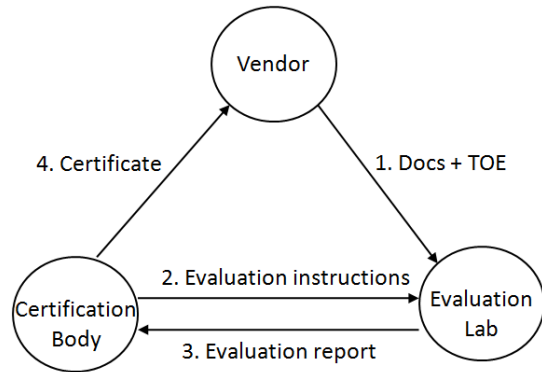 Vendor
4. Certificate
1. Docs + TOE
2. Evaluation instructions
Certification
Body
Evaluation
Lab
3. Evaluation report